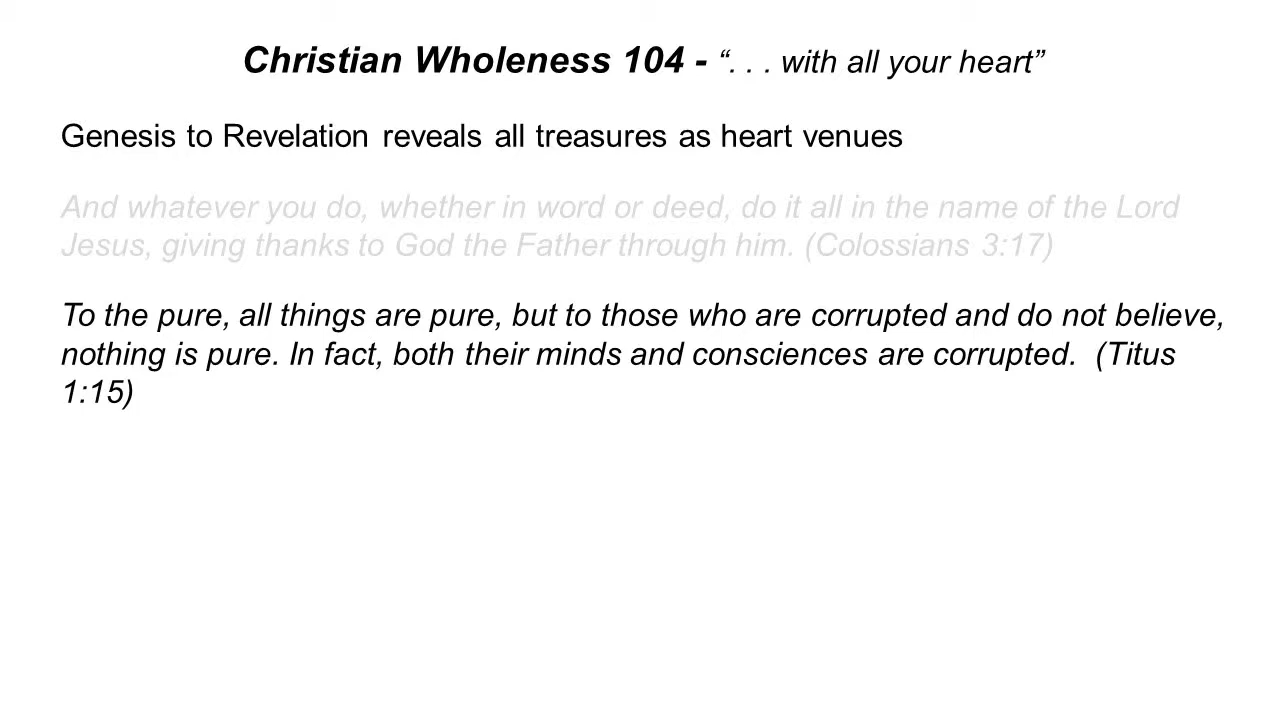 Christian Wholeness 104 - “. . . with all your heart”
Genesis to Revelation reveals all treasures as heart venues
And whatever you do, whether in word or deed, do it all in the name of the Lord
Jesus, giving thanks to God the Father through him. (Colossians 3:17)
To the pure, all things are pure, but to those who are corrupted and do not believe,
nothing is pure. In fact, both their minds and consciences are corrupted.  (Titus
1:15)